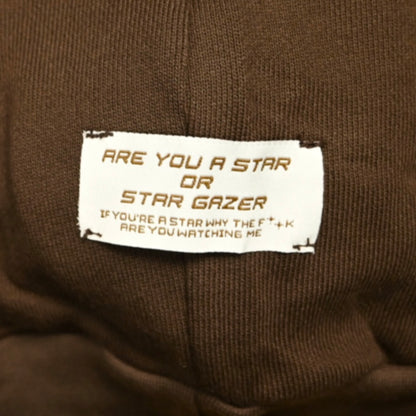 ARE YOU A STAR
OR
STAR GAZER
IF YOU'RE A STAR WHY THE F**K
ARE YOU WATCHING ME